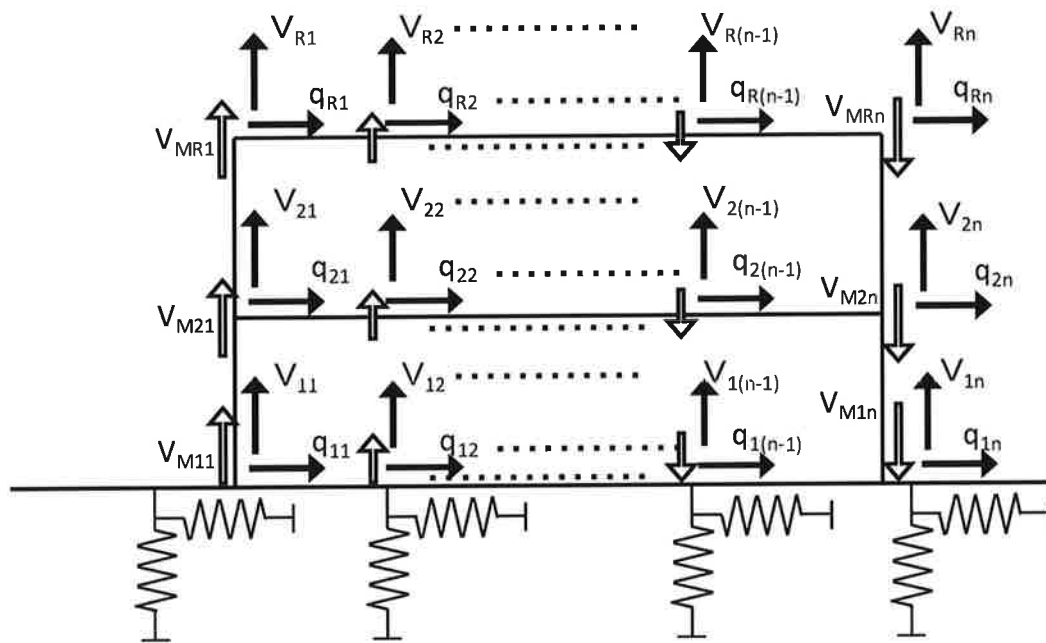 V_R1 V_R2 V_R(n-1) V_Rn
q_R1 q_R2 q_R(n-1) V_MRn q_Rn
V_MR1
V_21 V_22 V_2(n-1) V_2n
q_21 q_22 q_2(n-1) V_M2n q_2n
V_M21
V_11 V_12 V_1(n-1) V_1n
V_M1n
q_11 q_12 q_1(n-1) q_1n
V_M11